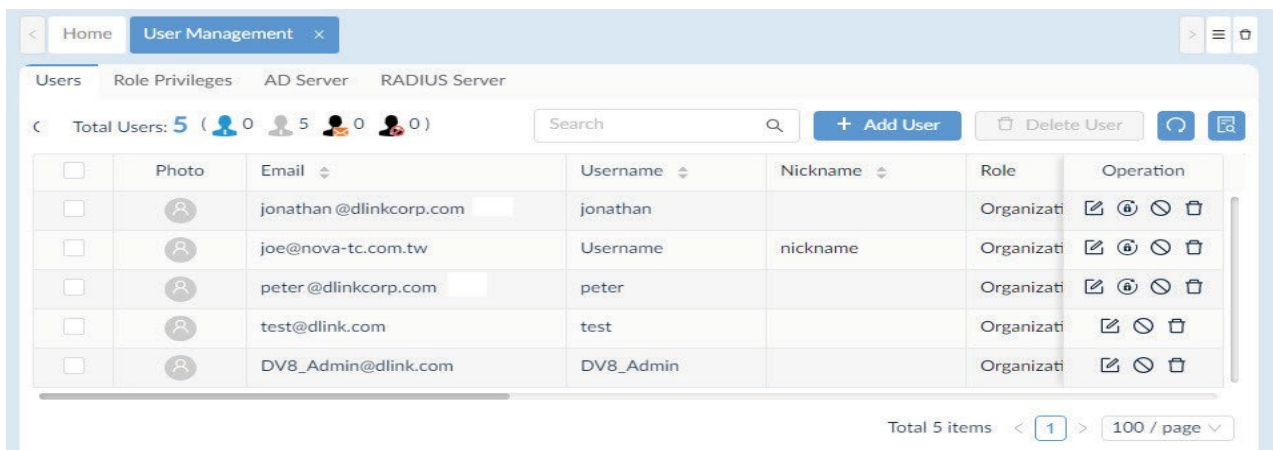 < Home User Management × >
Users Role Privileges AD Server RADIUS Server
Total Users: 5 ( 0 5 0 0 ) Search + Add User Delete User
Photo Email Username Nickname Role Operation
jonathan @dlinkcorp.com jonathan Organizati
joe@nova-tc.com.tw Username nickname Organizati
peter @dlinkcorp.com peter Organizati
test@dlink.com test Organizati
DV8_Admin@dlink.com DV8_Admin Organizati
Total 5 items < 1 > 100 / page